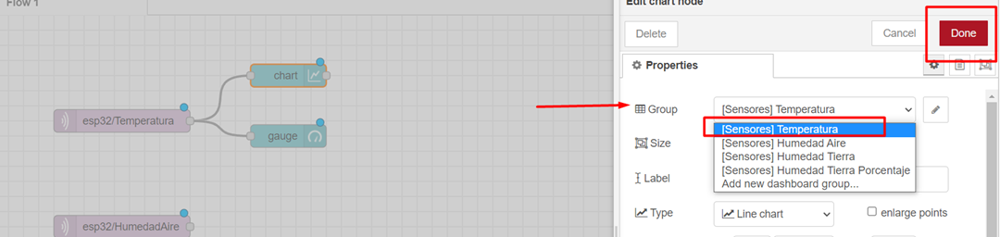 Flow 1
chart
esp32/Temperatura
gauge
esp32/HumedadAire
Edit chart node
Delete
Cancel
Done
Properties
Group
[Sensores] Temperatura
[Sensores] Temperatura
[Sensores] Humedad Aire
[Sensores] Humedad Tierra
[Sensores] Humedad Tierra Porcentaje
Add new dashboard group...
Size
Label
Type
Line chart
enlarge points